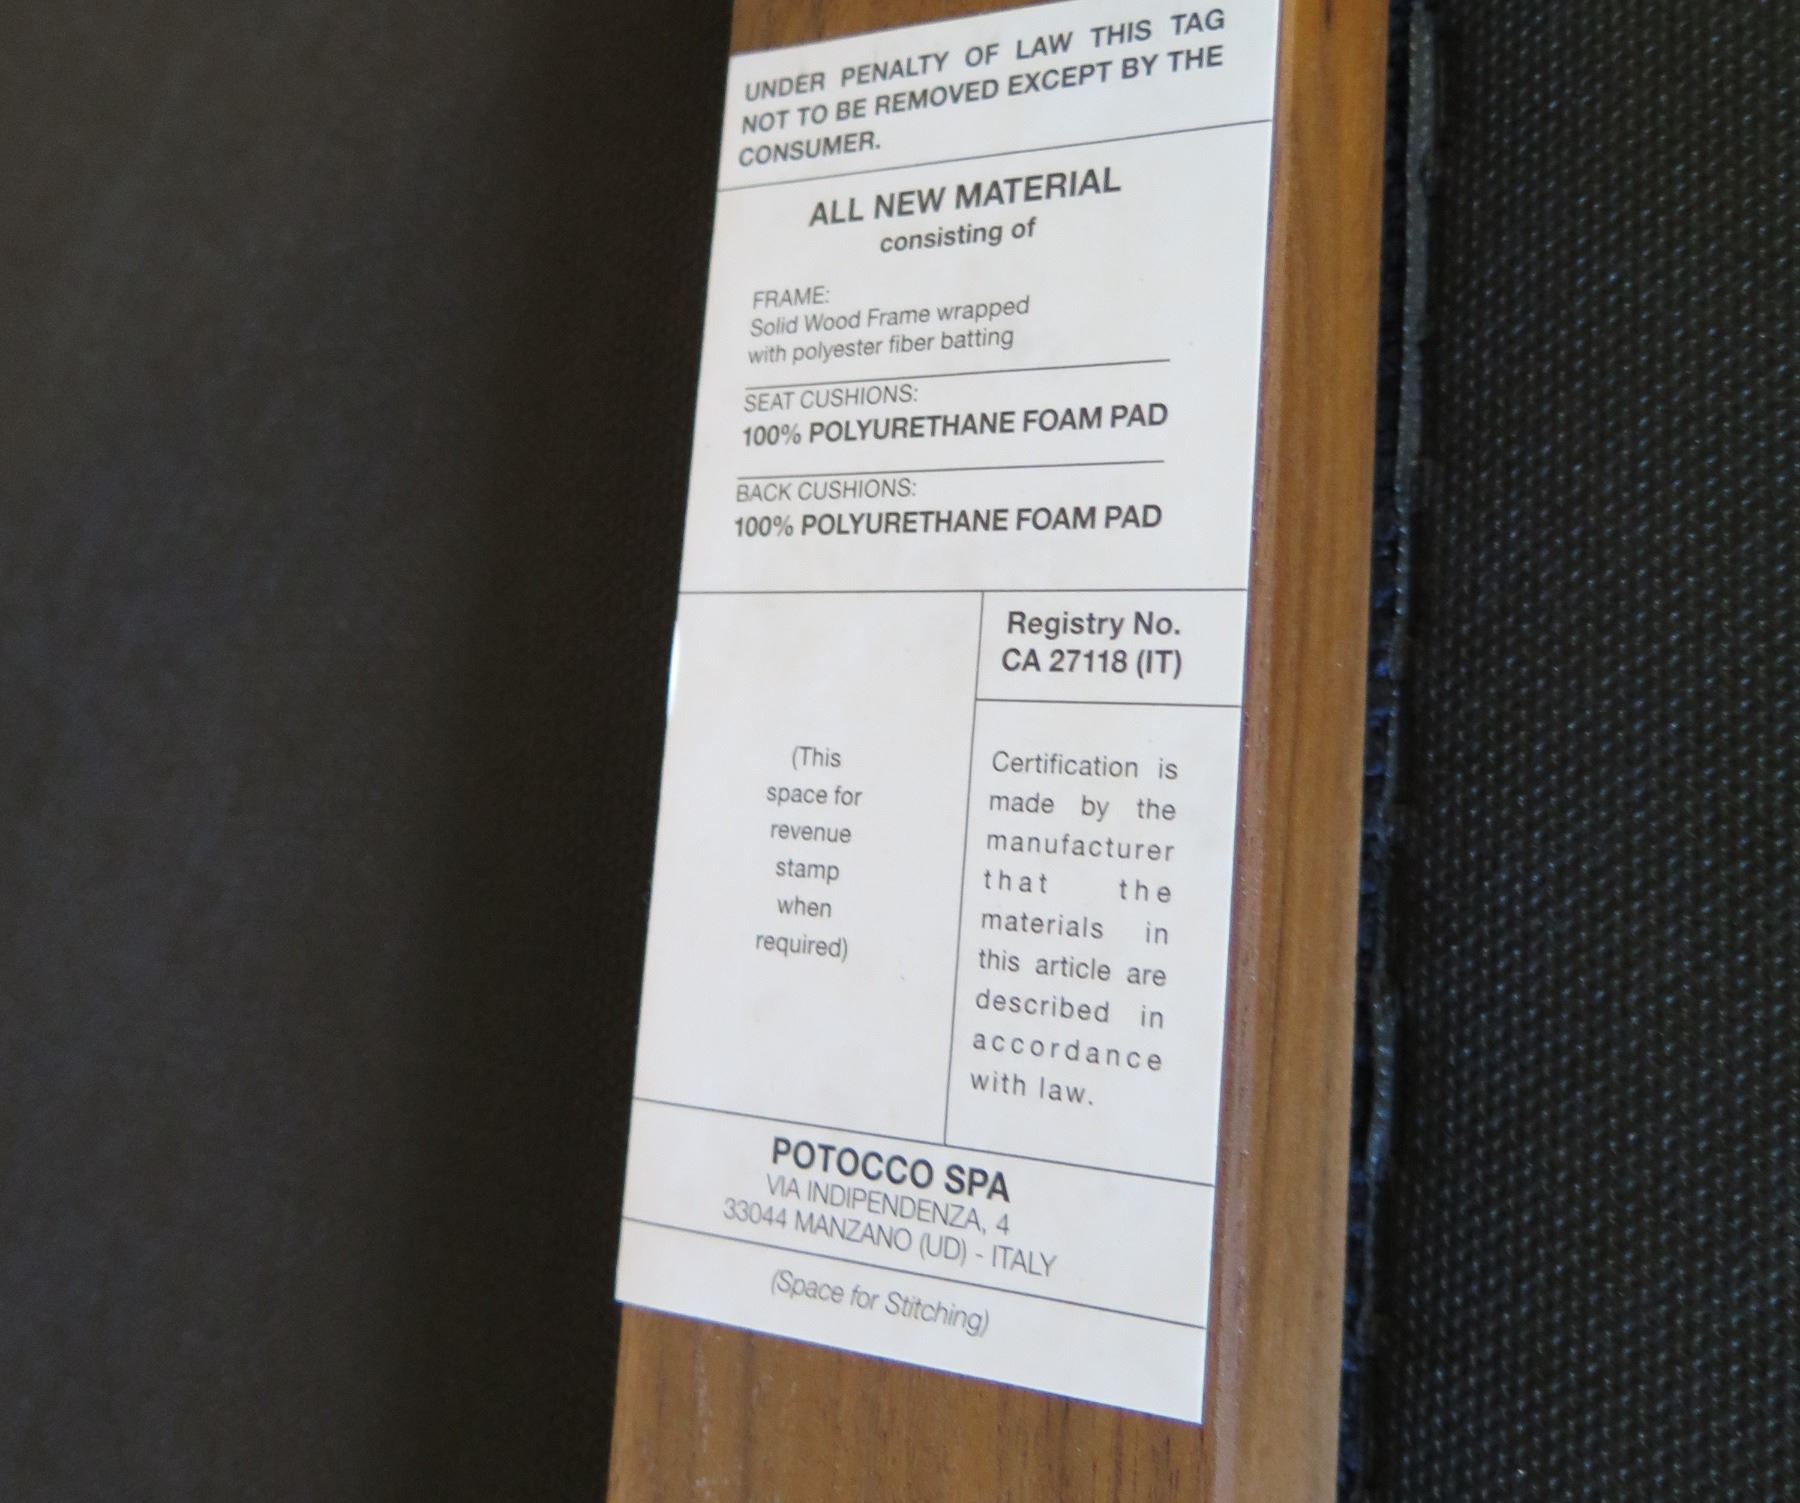 UNDER PENALTY OF LAW THIS TAG
NOT TO BE REMOVED EXCEPT BY THE
CONSUMER.
ALL NEW MATERIAL
consisting of
FRAME:
Solid Wood Frame wrapped
with polyester fiber batting
SEAT CUSHIONS:
100% POLYURETHANE FOAM PAD
BACK CUSHIONS:
100% POLYURETHANE FOAM PAD
(This
space for
revenue
stamp
when
required)
Registry No.
CA 27118 (IT)
Certification is
made by the
manufacturer
that the
materials in
this article are
described in
accordance
with law.
POTOCCO SPA
VIA INDIPENDENZA, 4
33044 MANZANO (UD) - ITALY
(Space for Stitching)